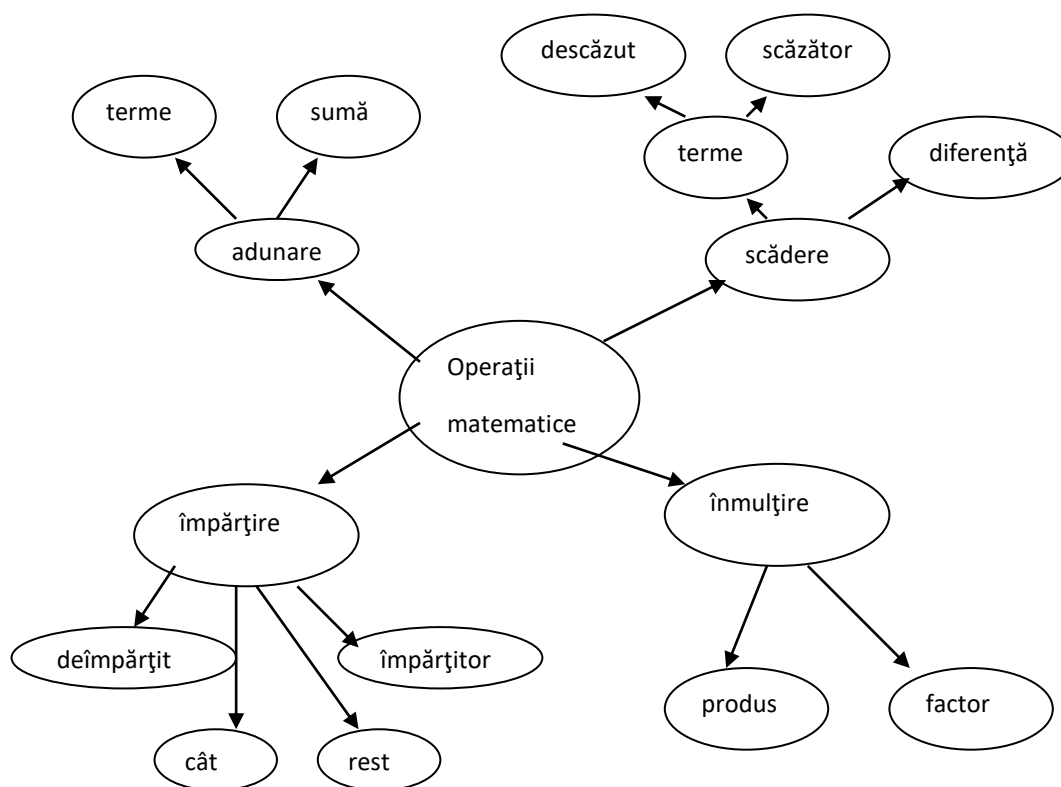 descăzut
scăzător
terme
sumă
terme
diferenţă
adunare
scădere
Operaţii
matematice
împărţire
înmulţire
deîmpărţit
împărţitor
produs
factor
cât
rest